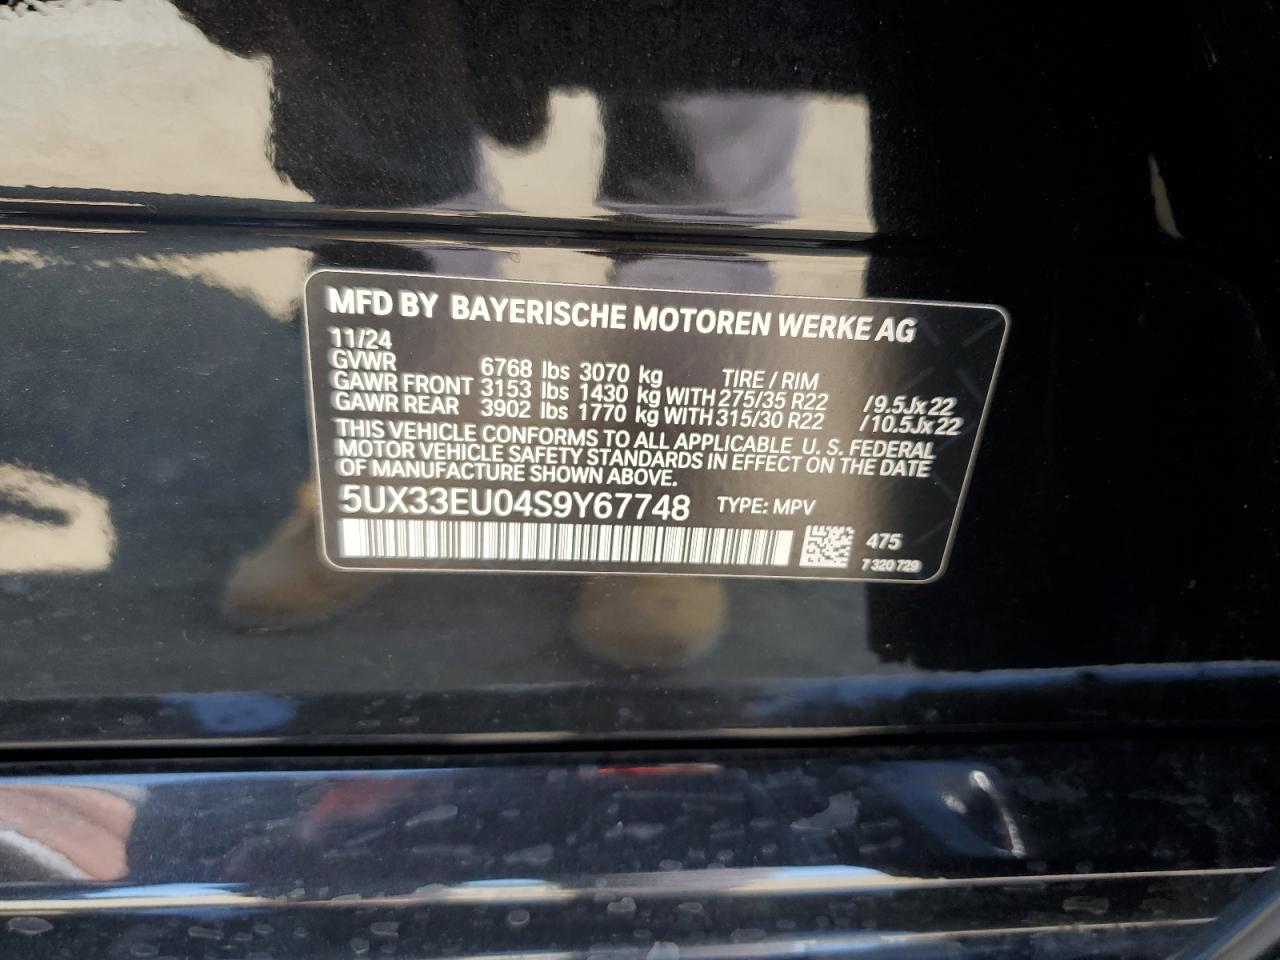 MFD BY BAYERISCHE MOTOREN WERKE AG
11/24
GVWR 6768 lbs 3070 kg TIRE / RIM
GAWR FRONT 3153 lbs 1430 kg WITH 275/35 R22 /9.5Jx22
GAWR REAR 3902 lbs 1770 kg WITH 315/30 R22 /10.5Jx22
THIS VEHICLE CONFORMS TO ALL APPLICABLE U. S. FEDERAL
MOTOR VEHICLE SAFETY STANDARDS IN EFFECT ON THE DATE
OF MANUFACTURE SHOWN ABOVE.
5UX33EU04S9Y67748 TYPE: MPV
475
7 320 729